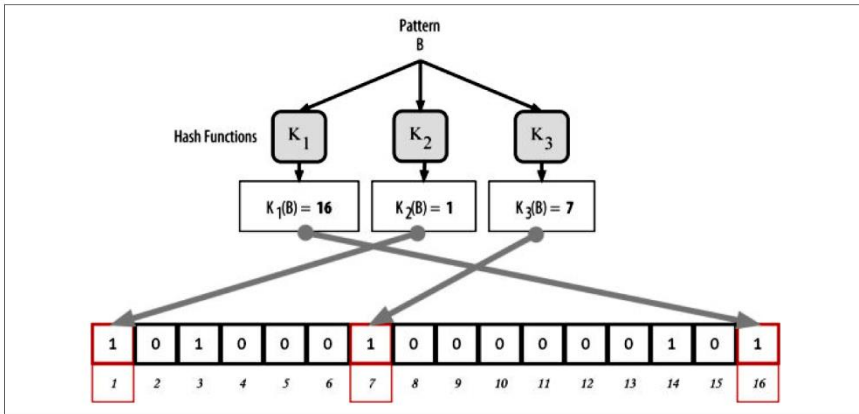 Pattern
B
Hash Functions K1 K2 K3
K1(B) = 16 K2(B) = 1 K3(B) = 7
1 0 1 0 0 0 1 0 0 0 0 0 0 1 0 1
1 2 3 4 5 6 7 8 9 10 11 12 13 14 15 16